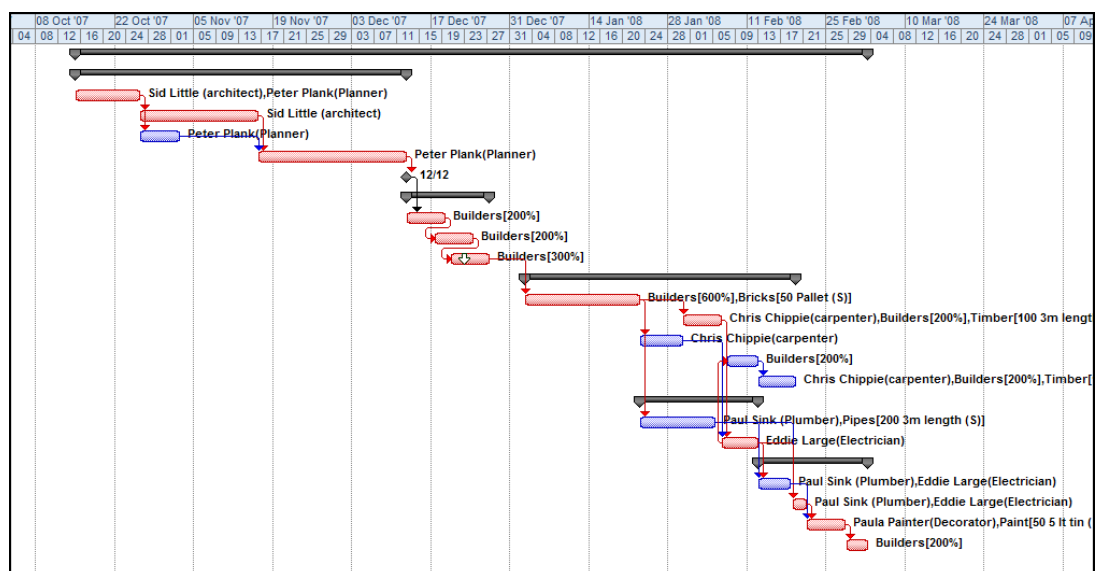 08 Oct '07 22 Oct '07 05 Nov '07 19 Nov '07 03 Dec '07 17 Dec '07 31 Dec '07 14 Jan '08 28 Jan '08 11 Feb '08 25 Feb '08 10 Mar '08 24 Mar '08 07 Ap
04 08 12 16 20 24 28 01 05 09 13 17 21 25 29 03 07 11 15 19 23 27 31 04 08 12 16 20 24 28 01 05 09 13 17 21 25 29 04 08 12 16 20 24 28 01 05 09
Sid Little (architect),Peter Plank(Planner)
Sid Little (architect)
Peter Plank(Planner)
Peter Plank(Planner)
12/12
Builders[200%]
Builders[200%]
Builders[300%]
Builders[600%],Bricks[50 Pallet (S)]
Chris Chippie(carpenter),Builders[200%],Timber[100 3m lengt
Chris Chippie(carpenter)
Builders[200%]
Chris Chippie(carpenter),Builders[200%],Timber[
Paul Sink (Plumber),Pipes[200 3m length (S)]
Eddie Large(Electrician)
Paul Sink (Plumber),Eddie Large(Electrician)
Paul Sink (Plumber),Eddie Large(Electrician)
Paula Painter(Decorator),Paint[50 5 lt tin (
Builders[200%]